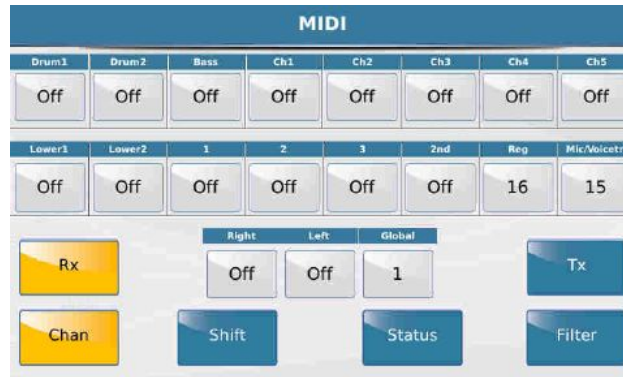 MIDI
Drum1 Drum2 Bass Ch1 Ch2 Ch3 Ch4 Ch5
Off Off Off Off Off Off Off Off
Lower1 Lower2 1 2 3 2nd Reg Mic/Voicetr
Off Off Off Off Off Off 16 15
Right Left Global
Rx Off Off 1 Tx
Chan Shift Status Filter